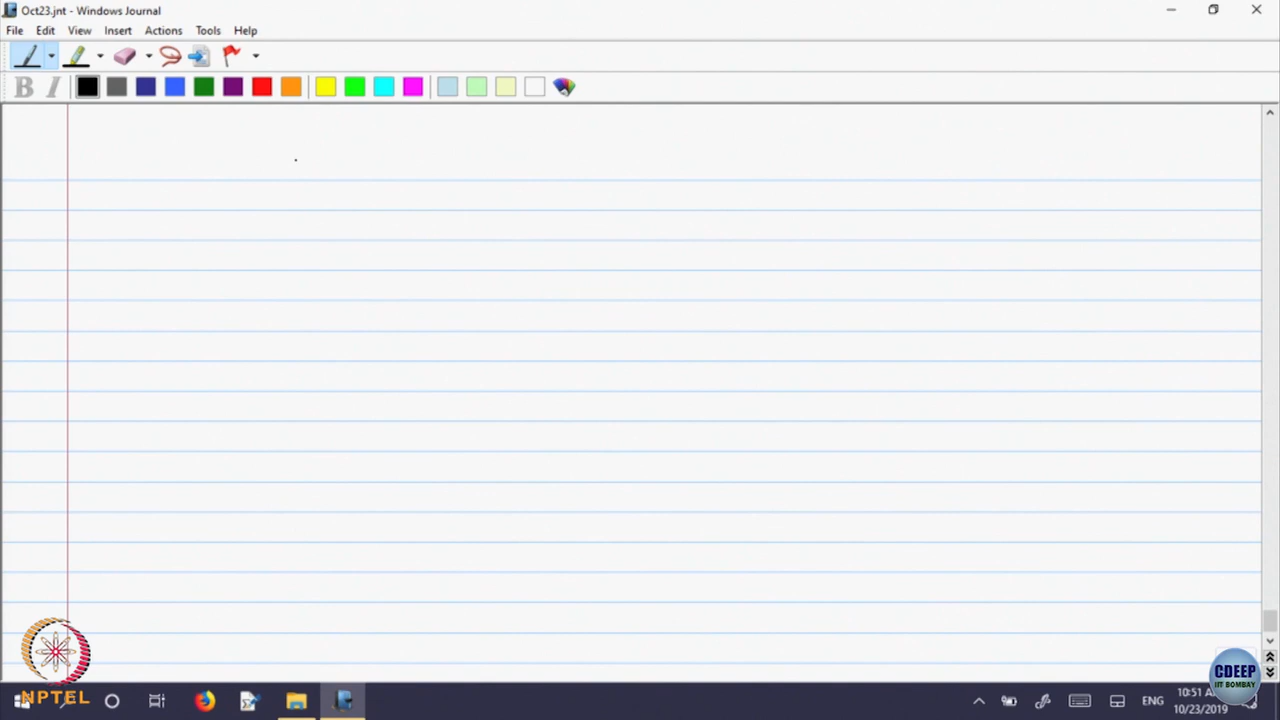 Oct23.jnt - Windows Journal
File Edit View Insert Actions Tools Help
B I
NPTEL
CDEEP
IIT BOMBAY
ENG
10:51
10/23/2019